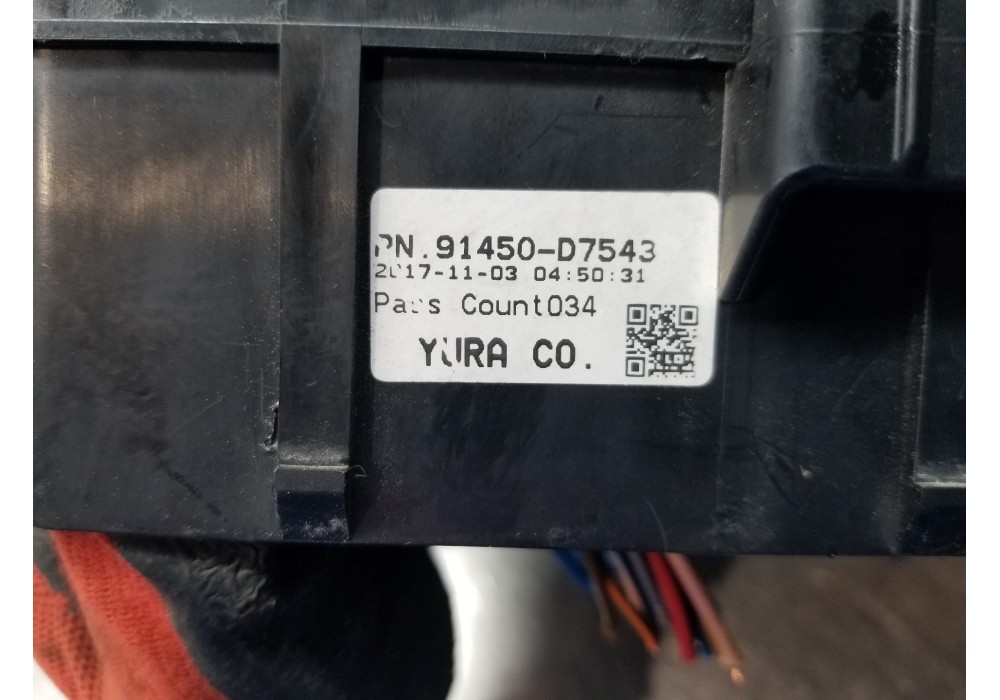 PN.91450-D7543
2017-11-03 04:50:31
Pass Count034
YURA CO.